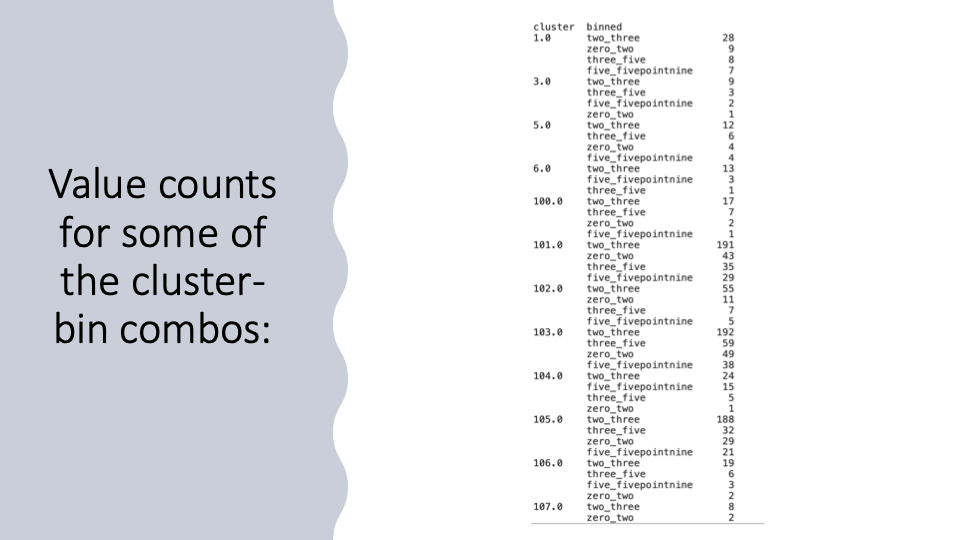 Value counts
for some of
the cluster-
bin combos:
cluster binned
1.0 two_three 28
zero_two 9
three_five 8
five_fivepointnine 7
3.0 two_three 9
three_five 3
five_fivepointnine 2
zero_two 1
5.0 two_three 12
three_five 6
zero_two 4
five_fivepointnine 4
6.0 two_three 13
five_fivepointnine 3
three_five 1
100.0 two_three 17
three_five 7
zero_two 2
five_fivepointnine 1
101.0 two_three 191
zero_two 43
three_five 35
five_fivepointnine 29
102.0 two_three 55
zero_two 11
three_five 7
five_fivepointnine 5
103.0 two_three 192
three_five 59
zero_two 49
five_fivepointnine 38
104.0 two_three 24
five_fivepointnine 15
three_five 5
zero_two 1
105.0 two_three 188
three_five 32
zero_two 29
five_fivepointnine 21
106.0 two_three 19
three_five 6
five_fivepointnine 3
zero_two 2
107.0 two_three 8
zero_two 2